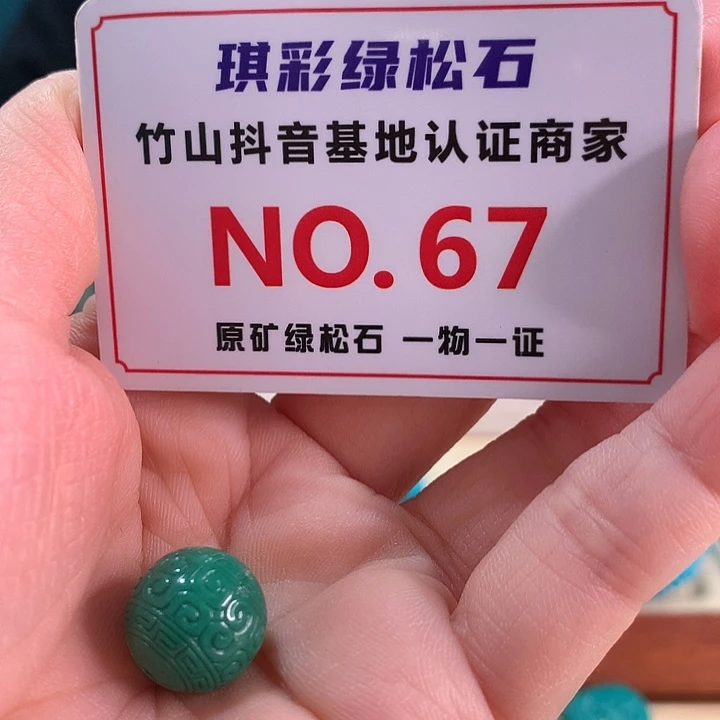 琪彩绿松石
竹山抖音基地认证商家
NO.67
原矿绿松石 一物一证